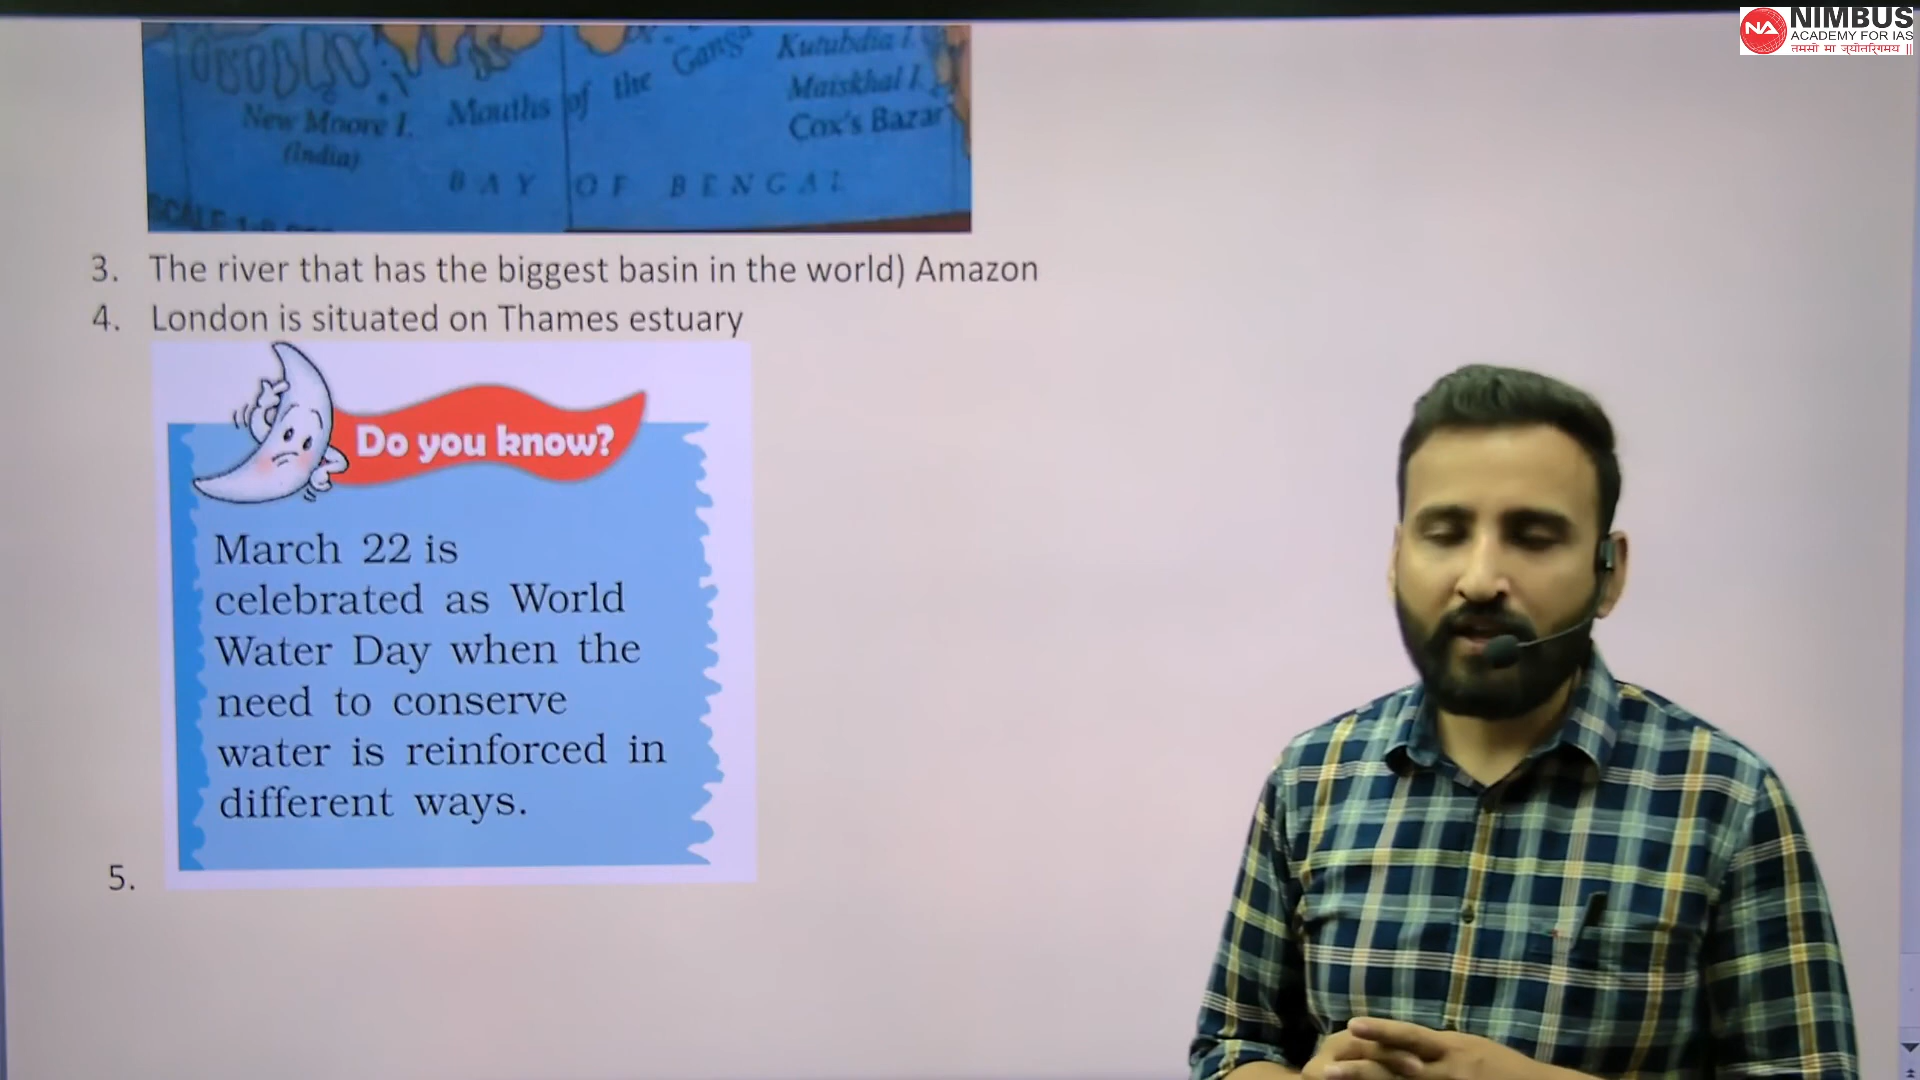 NIMBUS
ACADEMY FOR IAS
तमसो मा ज्योतिर्गमय ||
Kutubdia I.
Mouths of the Ganga
Maiskhal I.
New Moore I.
(India)
Cox's Bazar
BAY OF BENGAL
3. The river that has the biggest basin in the world) Amazon
4. London is situated on Thames estuary
Do you know?
March 22 is
celebrated as World
Water Day when the
need to conserve
water is reinforced in
different ways.
5.